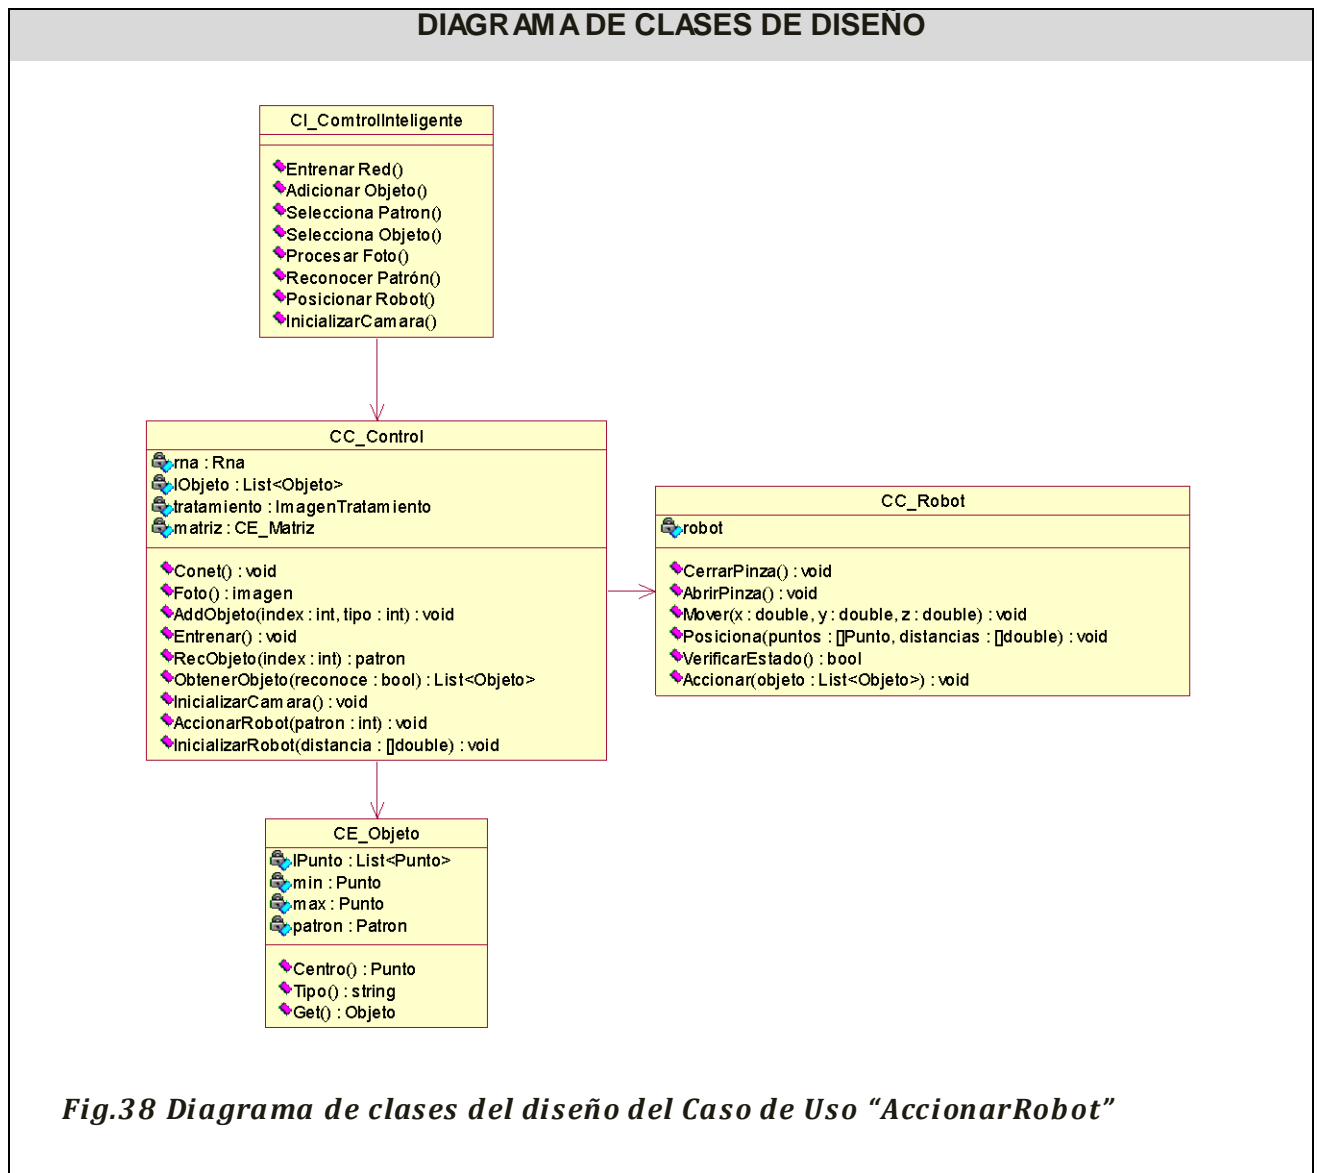 DIAGRAMA DE CLASES DE DISEÑO
CI_ComtrolInteligente
Entrenar Red()
Adicionar Objeto()
Selecciona Patron()
Selecciona Objeto()
Procesar Foto()
Reconocer Patrón()
Posicionar Robot()
InicializarCamara()
CC_Control
rna : Rna
lObjeto : List<Objeto>
tratamiento : ImagenTratamiento
matriz : CE_Matriz
Conet() : void
Foto() : imagen
AddObjeto(index : int, tipo : int) : void
Entrenar() : void
RecObjeto(index : int) : patron
ObtenerObjeto(reconoce : bool) : List<Objeto>
InicializarCamara() : void
AccionarRobot(patron : int) : void
InicializarRobot(distancia : []double) : void
CC_Robot
robot
CerrarPinza() : void
AbrirPinza() : void
Mover(x : double, y : double, z : double) : void
Posiciona(puntos : []Punto, distancias : []double) : void
VerificarEstado() : bool
Accionar(objeto : List<Objeto>) : void
CE_Objeto
lPunto : List<Punto>
min : Punto
max : Punto
patron : Patron
Centro() : Punto
Tipo() : string
Get() : Objeto
Fig.38 Diagrama de clases del diseño del Caso de Uso “AccionarRobot”